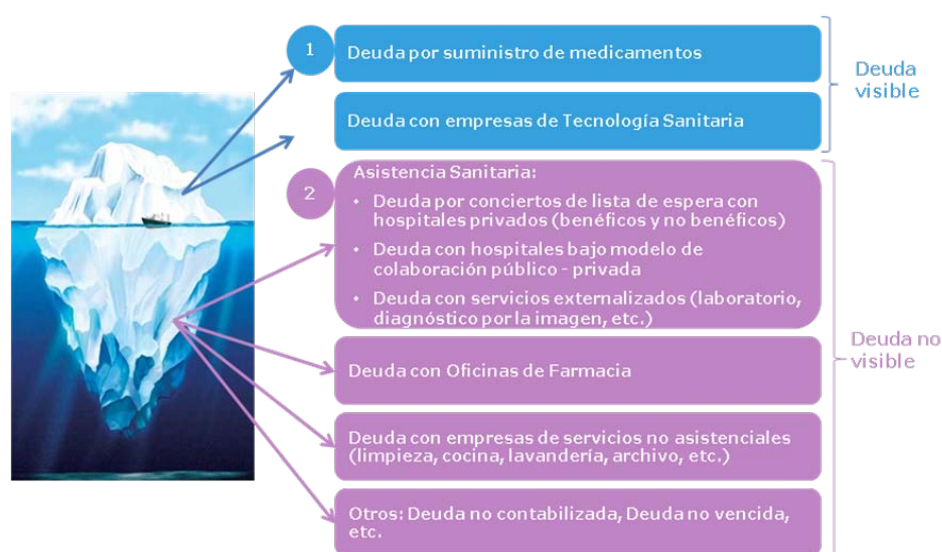 1
Deuda por suministro de medicamentos
Deuda con empresas de Tecnología Sanitaria
Deuda
visible
2
Asistencia Sanitaria:
• Deuda por conciertos de lista de espera con
hospitales privados (benéficos y no benéficos)
• Deuda con hospitales bajo modelo de
colaboración público - privada
• Deuda con servicios externalizados (laboratorio,
diagnóstico por la imagen, etc.)
Deuda con Oficinas de Farmacia
Deuda con empresas de servicios no asistenciales
(limpieza, cocina, lavandería, archivo, etc.)
Otros: Deuda no contabilizada, Deuda no vencida,
etc.
Deuda no
visible